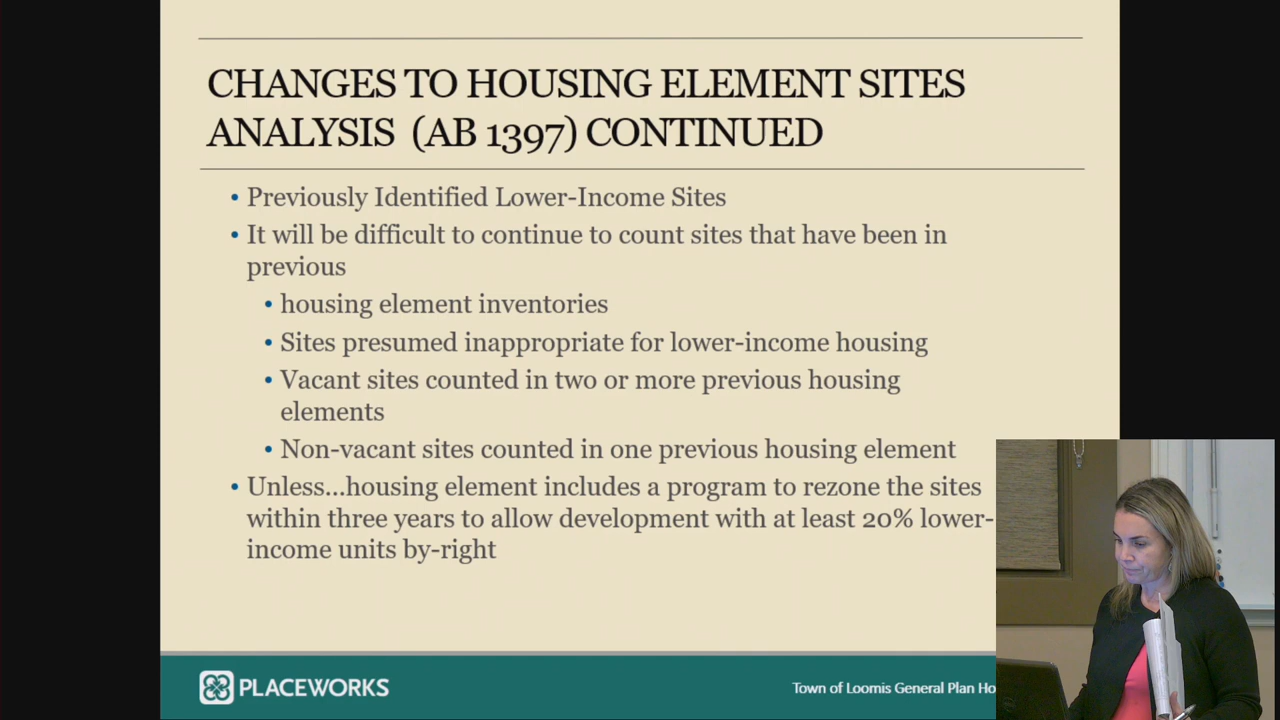 CHANGES TO HOUSING ELEMENT SITES
ANALYSIS (AB 1397) CONTINUED
• Previously Identified Lower-Income Sites
• It will be difficult to continue to count sites that have been in
previous
• housing element inventories
• Sites presumed inappropriate for lower-income housing
• Vacant sites counted in two or more previous housing
elements
• Non-vacant sites counted in one previous housing element
• Unless...housing element includes a program to rezone the sites
within three years to allow development with at least 20% lower-
income units by-right
PLACEWORKS
Town of Loomis General Plan